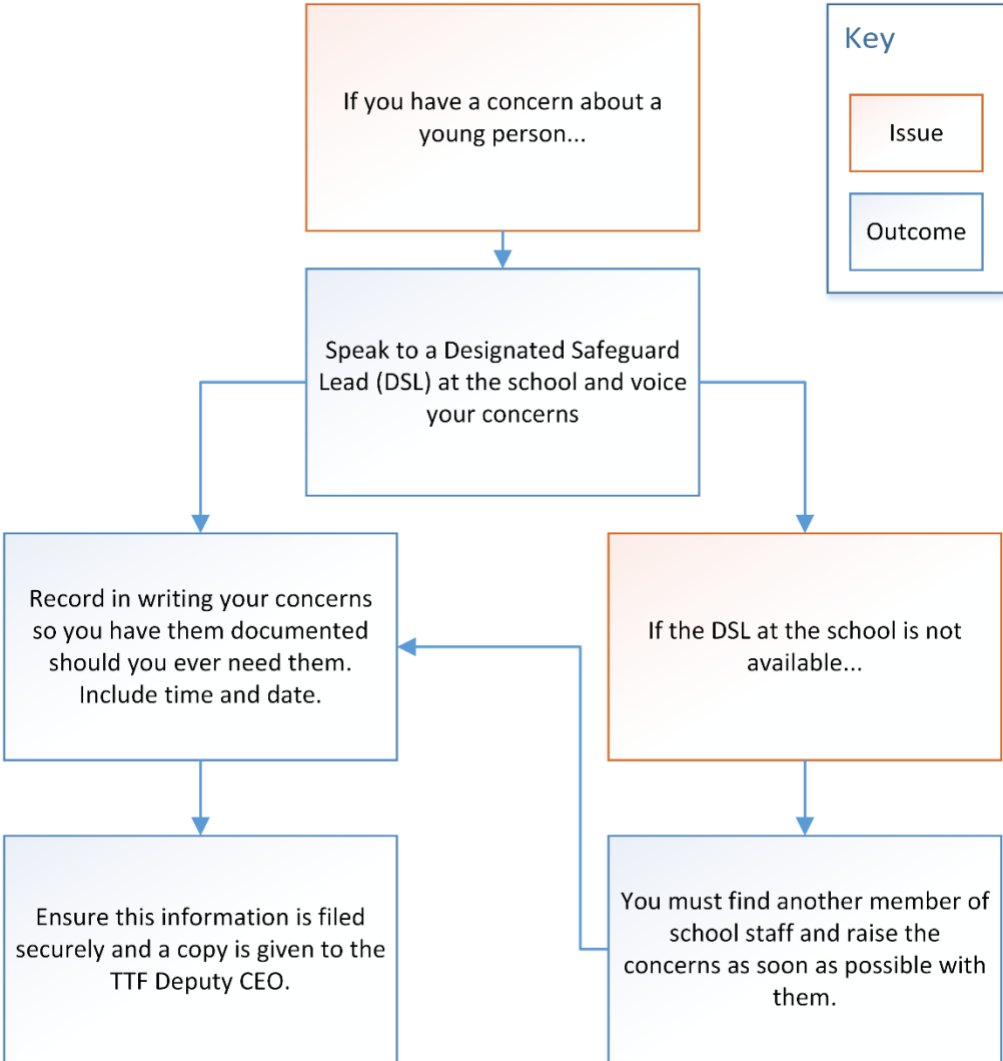 If you have a concern about a
young person...
Key
Issue
Outcome
Speak to a Designated Safeguard
Lead (DSL) at the school and voice
your concerns
Record in writing your concerns
so you have them documented
should you ever need them.
Include time and date.
If the DSL at the school is not
available...
Ensure this information is filed
securely and a copy is given to the
TTF Deputy CEO.
You must find another member of
school staff and raise the
concerns as soon as possible with
them.